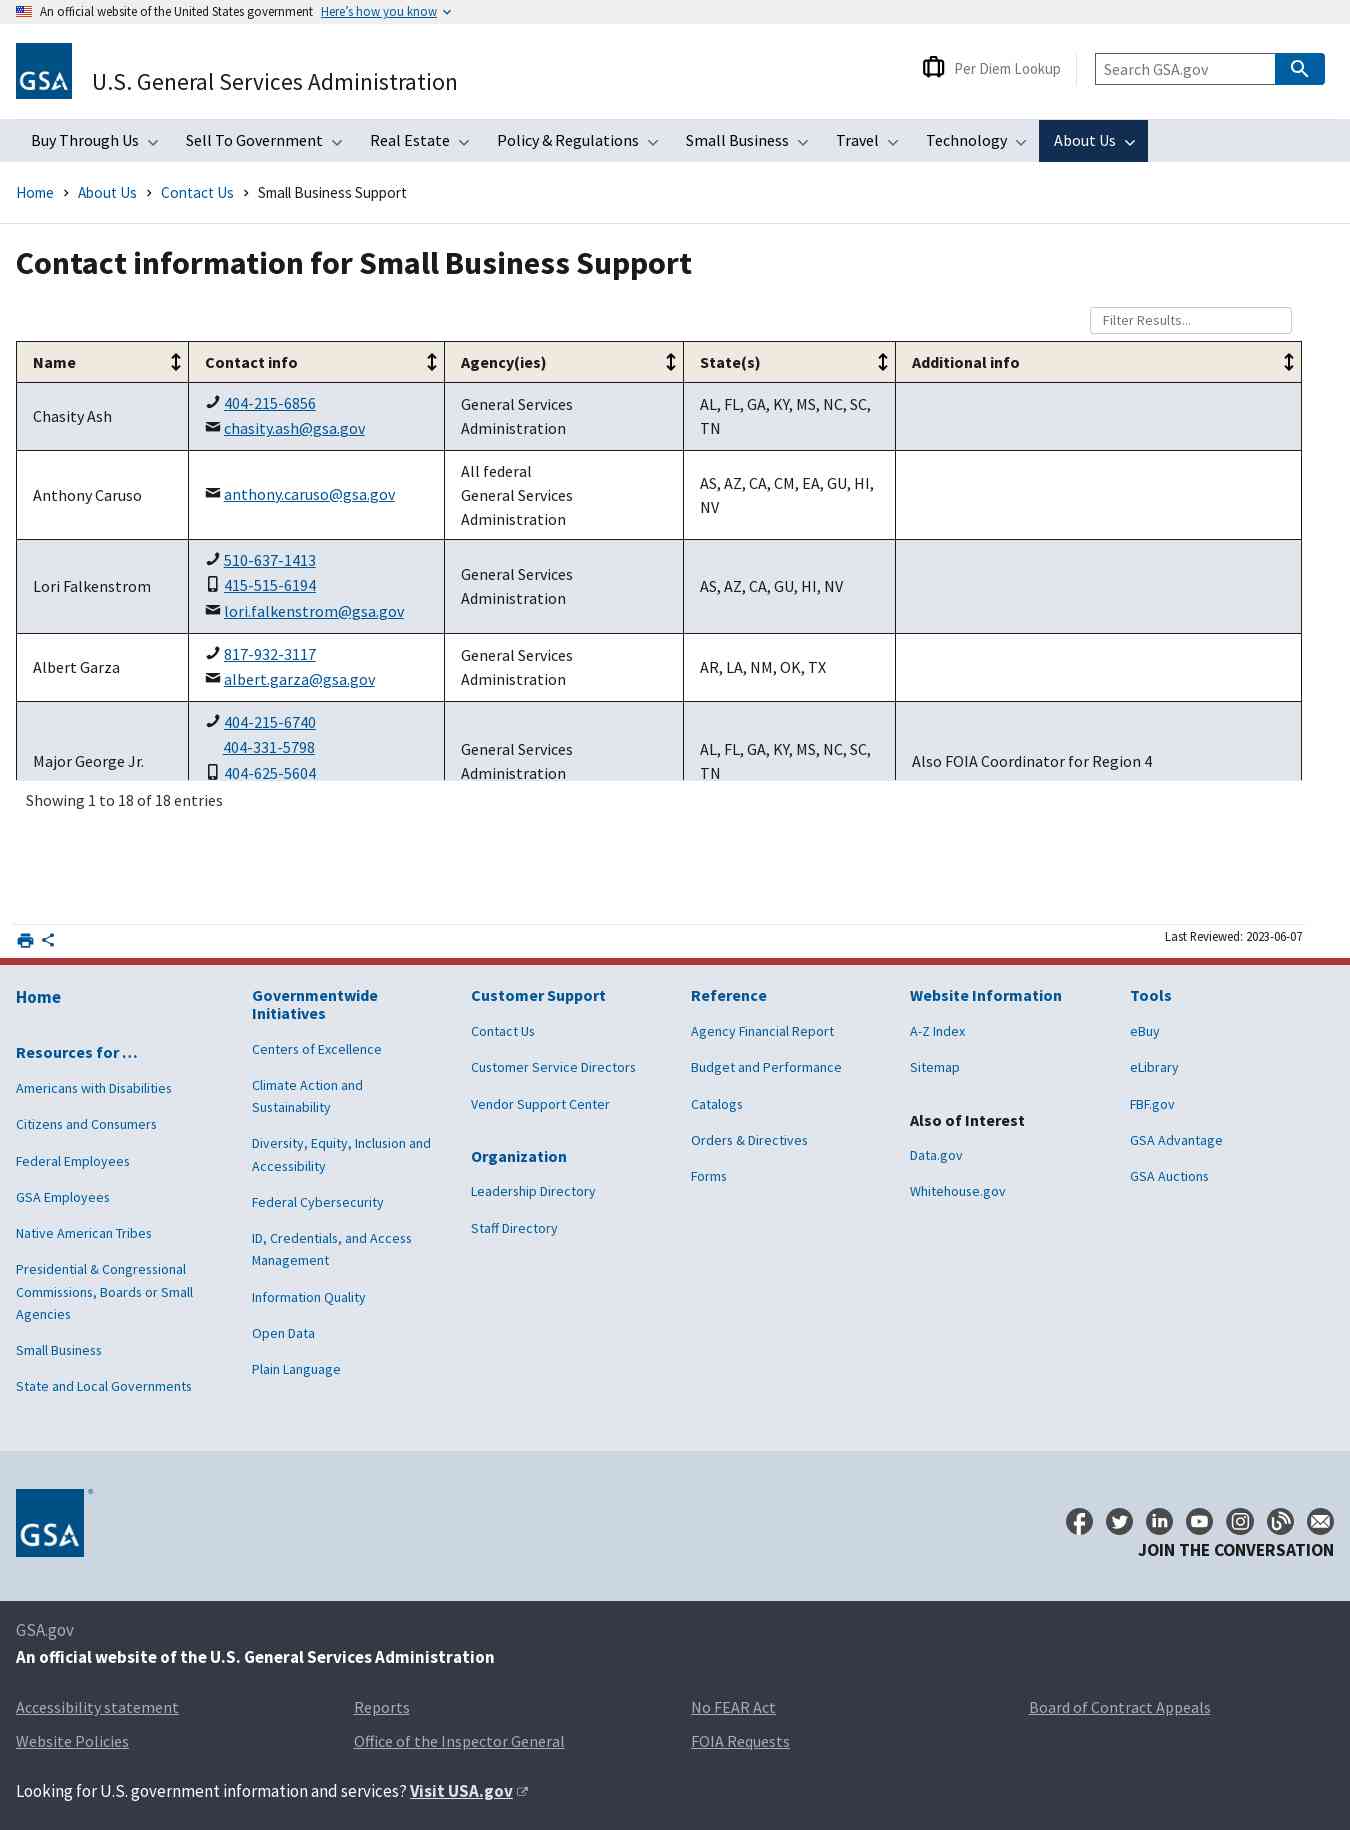 An official website of the United States government Here's how you know
GSA
U.S. General Services Administration
Per Diem Lookup
Search GSA.gov
Buy Through Us Sell To Government Real Estate Policy & Regulations Small Business Travel Technology About Us
Home About Us Contact Us Small Business Support
Contact information for Small Business Support
Filter Results...
Name Contact info Agency(ies) State(s) Additional info
Chasity Ash
404-215-6856
chasity.ash@gsa.gov
General Services
Administration
AL, FL, GA, KY, MS, NC, SC,
TN
Anthony Caruso
anthony.caruso@gsa.gov
All federal
General Services
Administration
AS, AZ, CA, CM, EA, GU, HI,
NV
Lori Falkenstrom
510-637-1413
415-515-6194
lori.falkenstrom@gsa.gov
General Services
Administration
AS, AZ, CA, GU, HI, NV
Albert Garza
817-932-3117
albert.garza@gsa.gov
General Services
Administration
AR, LA, NM, OK, TX
Major George Jr.
404-215-6740
404-331-5798
404-625-5604
General Services
Administration
AL, FL, GA, KY, MS, NC, SC,
TN
Also FOIA Coordinator for Region 4
Showing 1 to 18 of 18 entries
Last Reviewed: 2023-06-07
Home
Resources for …
Americans with Disabilities
Citizens and Consumers
Federal Employees
GSA Employees
Native American Tribes
Presidential & Congressional
Commissions, Boards or Small
Agencies
Small Business
State and Local Governments
Governmentwide
Initiatives
Centers of Excellence
Climate Action and
Sustainability
Diversity, Equity, Inclusion and
Accessibility
Federal Cybersecurity
ID, Credentials, and Access
Management
Information Quality
Open Data
Plain Language
Customer Support
Contact Us
Customer Service Directors
Vendor Support Center
Organization
Leadership Directory
Staff Directory
Reference
Agency Financial Report
Budget and Performance
Catalogs
Orders & Directives
Forms
Website Information
A-Z Index
Sitemap
Also of Interest
Data.gov
Whitehouse.gov
Tools
eBuy
eLibrary
FBF.gov
GSA Advantage
GSA Auctions
GSA ®
JOIN THE CONVERSATION
GSA.gov
An official website of the U.S. General Services Administration
Accessibility statement Reports No FEAR Act Board of Contract Appeals
Website Policies Office of the Inspector General FOIA Requests
Looking for U.S. government information and services? Visit USA.gov